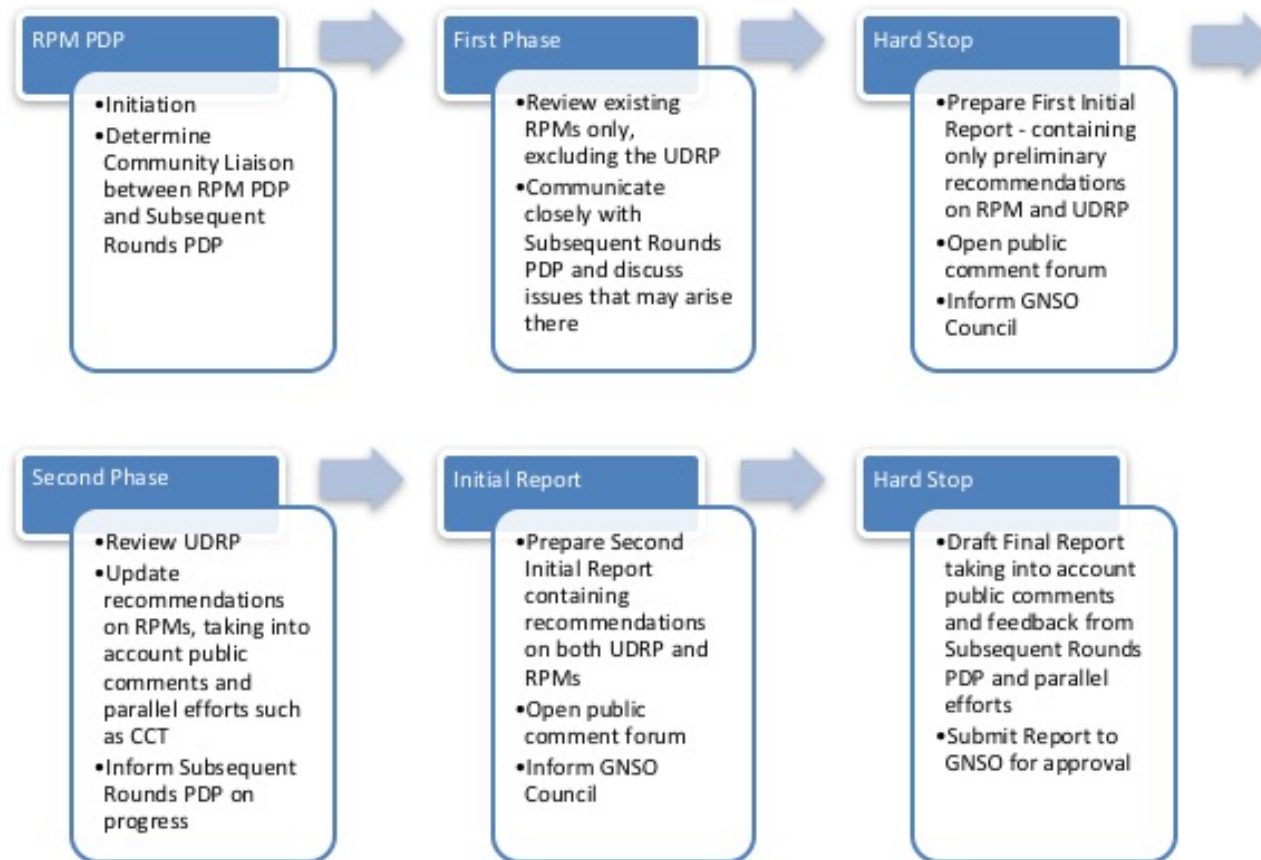 RPM PDP
•Initiation
•Determine
Community Liaison
between RPM PDP
and Subsequent
Rounds PDP
First Phase
•Review existing
RPMs only,
excluding the UDRP
•Communicate
closely with
Subsequent Rounds
PDP and discuss
issues that may arise
there
Hard Stop
•Prepare First Initial
Report - containing
only preliminary
recommendations
on RPM and UDRP
•Open public
comment forum
•Inform GNSO
Council
Second Phase
•Review UDRP
•Update
recommendations
on RPMs, taking into
account public
comments and
parallel efforts such
as CCT
•Inform Subsequent
Rounds PDP on
progress
Initial Report
•Prepare Second
Initial Report
containing
recommendations
on both UDRP and
RPMs
•Open public
comment forum
•Inform GNSO
Council
Hard Stop
•Draft Final Report
taking into account
public comments
and feedback from
Subsequent Rounds
PDP and parallel
efforts
•Submit Report to
GNSO for approval